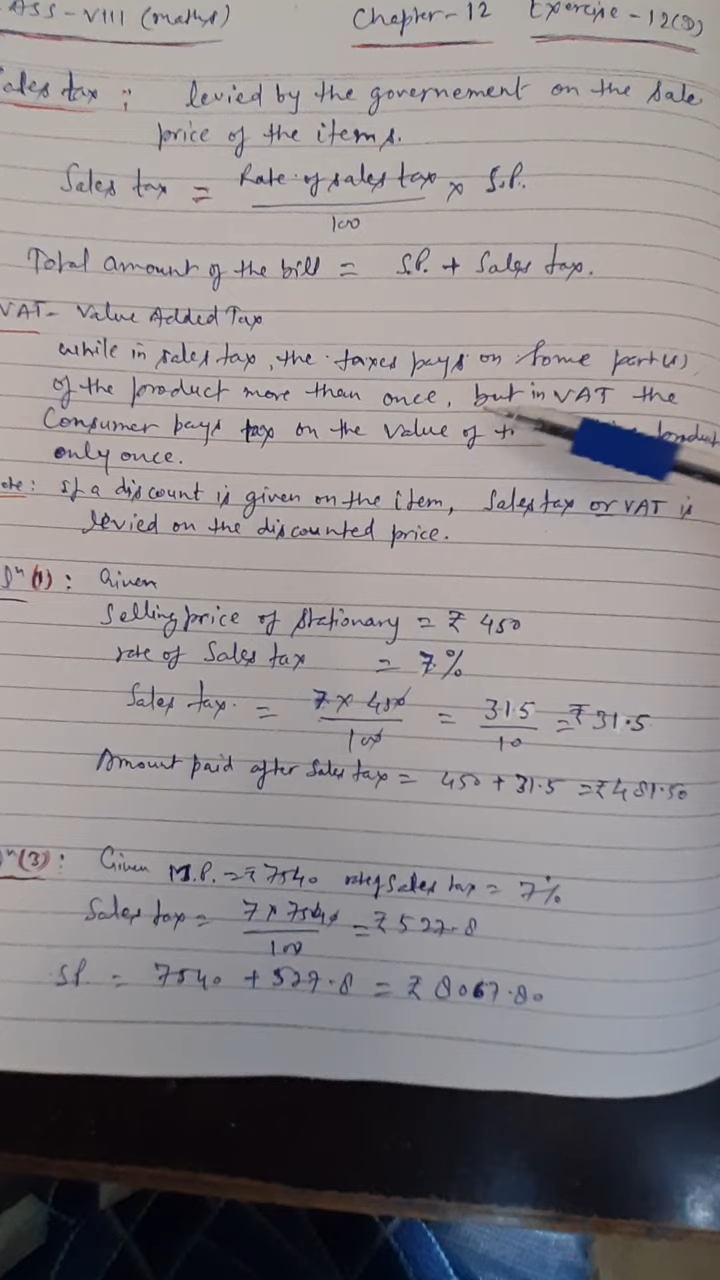 ASS-VIII (maths) Chapter-12 Exercise-12(D)
ales tax : levied by the governement on the sale
price of the items.
Sales tax = Rate of sales tax × S.P.
100
Total amount of the bill = S.P. + Sales tax.
VAT- Value Added Tax
while in sales tax, the taxes pays on some part(s)
of the product more than once, but in VAT the
Consumer pays tax on the value of product
only once.
ote: If a discount is given on the item, Sales tax or VAT is
levied on the discounted price.
ln (1): Given
Selling price of stationary = ₹ 450
rate of Sales tax = 7%
Sales tax = 7 × 450 = 31.5 = ₹31.5
100 10
Amount paid after Sales tax = 450 + 31.5 = ₹481.50
n (3): Given M.P. = ₹ 7540 rate of Sales tax = 7%
Sales tax = 7 × 7540 = ₹527.8
100
S.P. = 7540 + 527.8 = ₹ 8067.80